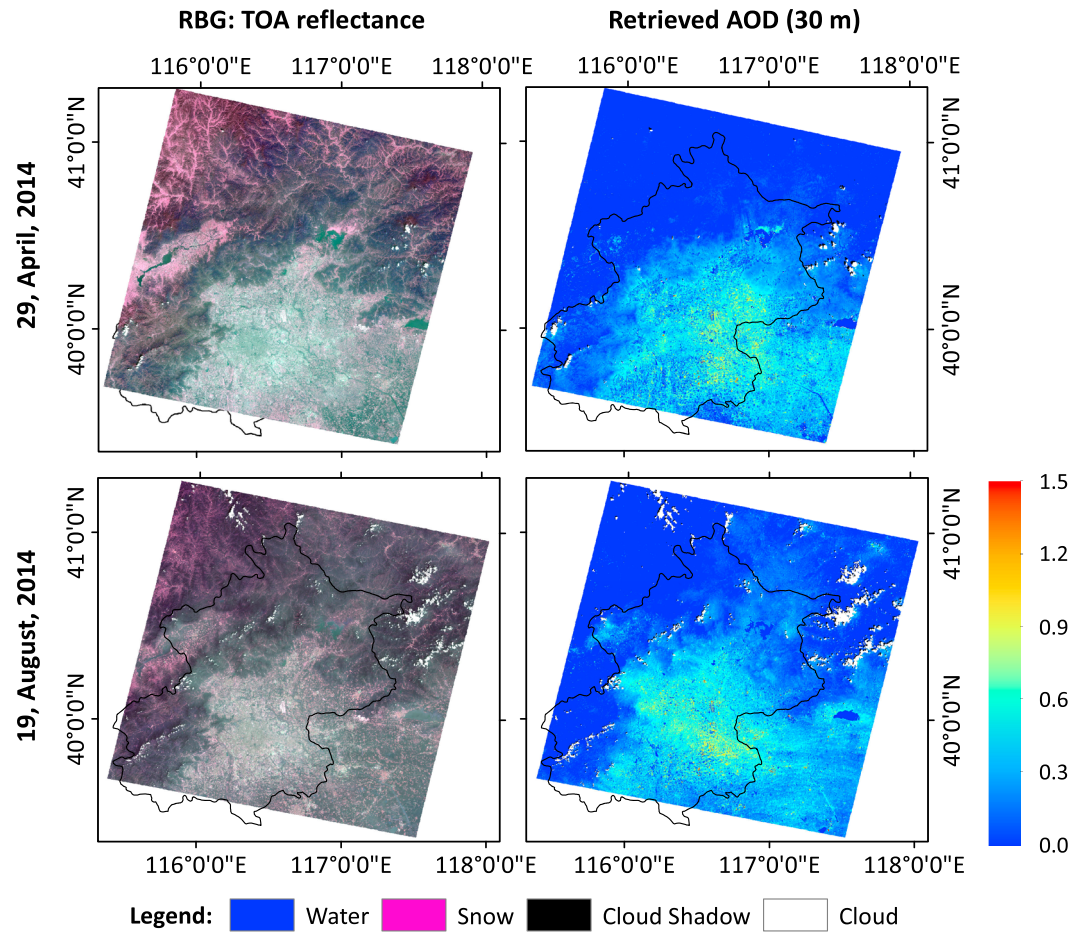 RBG: TOA reflectance Retrieved AOD (30 m)
116°0'0"E 117°0'0"E 118°0'0"E 116°0'0"E 117°0'0"E 118°0'0"E
29, April, 2014
41°0'0"N
40°0'0"N
41°0'0"N
40°0'0"N
19, August, 2014
41°0'0"N
40°0'0"N
41°0'0"N
40°0'0"N
1.5
1.2
0.9
0.6
0.3
0.0
116°0'0"E 117°0'0"E 118°0'0"E 116°0'0"E 117°0'0"E 118°0'0"E
Legend: Water Snow Cloud Shadow Cloud